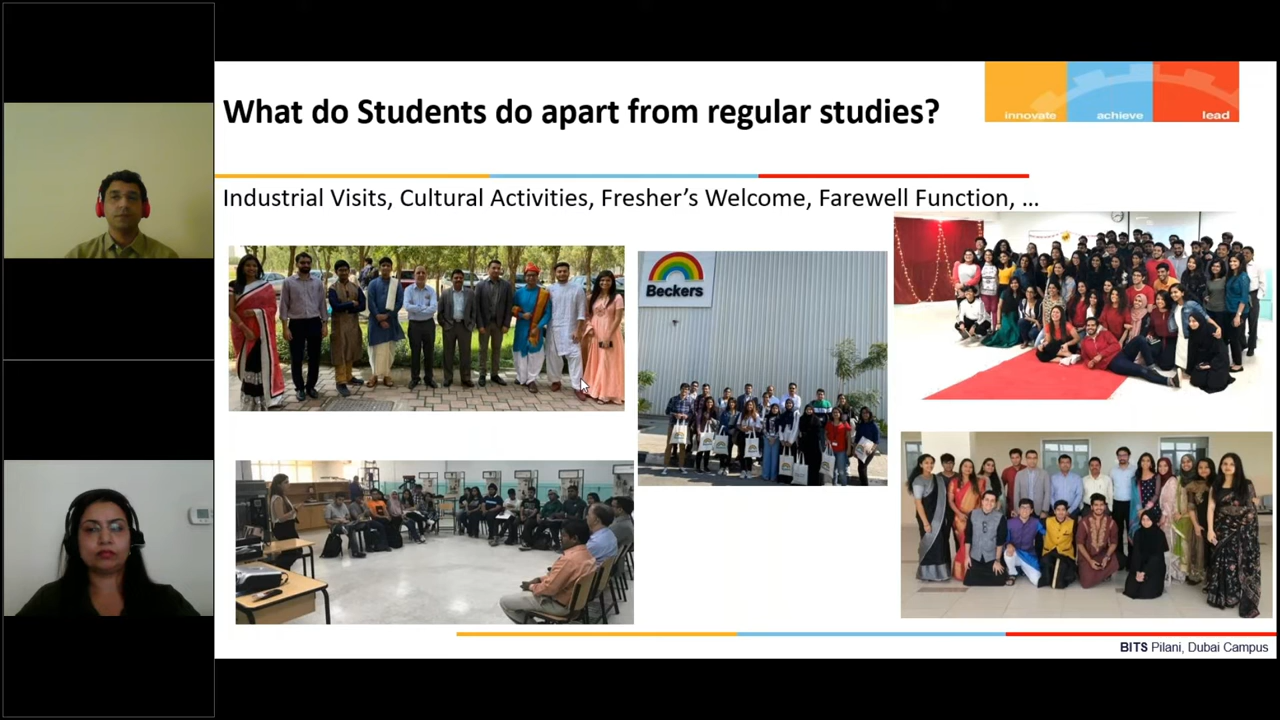 What do Students do apart from regular studies?
innovate achieve lead
Industrial Visits, Cultural Activities, Fresher’s Welcome, Farewell Function, …
Beckers
BITS Pilani, Dubai Campus